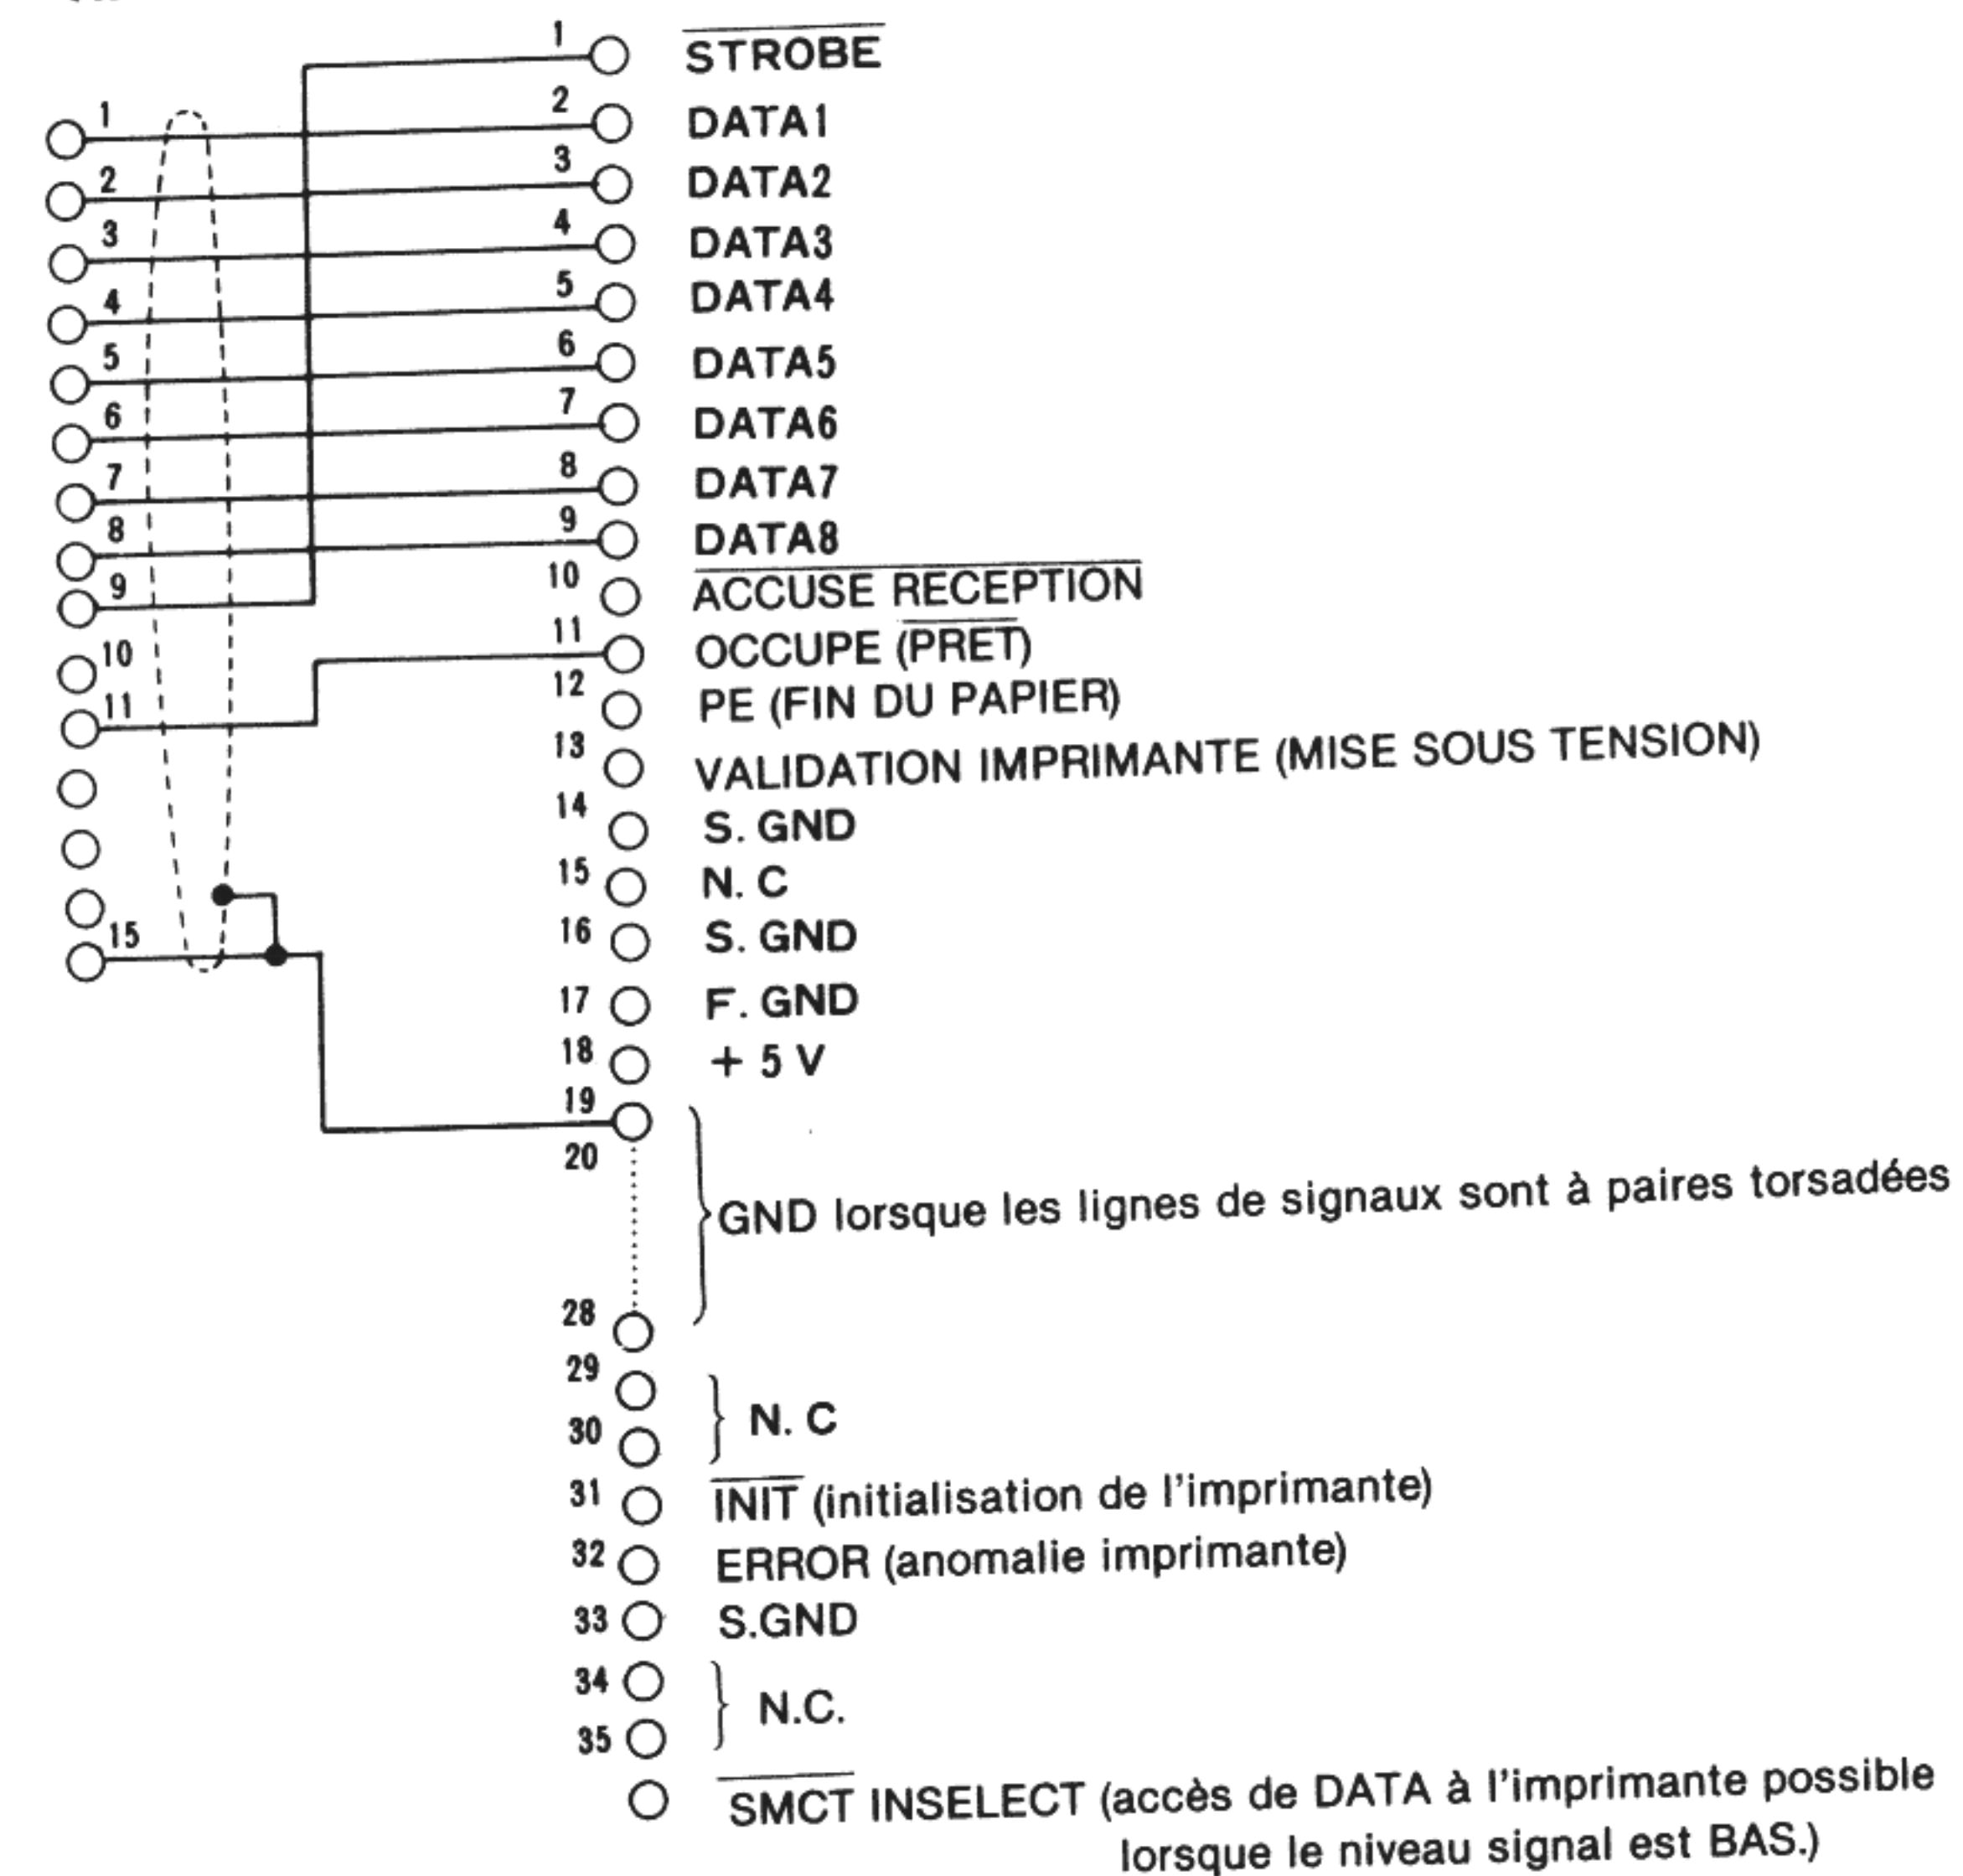 1 STROBE
1 2 DATA1
2 3 DATA2
3 4 DATA3
4 5 DATA4
5 6 DATA5
6 7 DATA6
7 8 DATA7
8 9 DATA8
9 10 ACCUSE RECEPTION
10 11 OCCUPE (PRET)
11 12 PE (FIN DU PAPIER)
13 VALIDATION IMPRIMANTE (MISE SOUS TENSION)
14 S. GND
15 N. C
15 16 S. GND
17 F. GND
18 + 5 V
19
20
GND lorsque les lignes de signaux sont à paires torsadées
28
29
30
N. C
31 INIT (initialisation de l'imprimante)
32 ERROR (anomalie imprimante)
33 S.GND
34
35
N.C.
SMCT INSELECT (accès de DATA à l'imprimante possible
lorsque le niveau signal est BAS.)